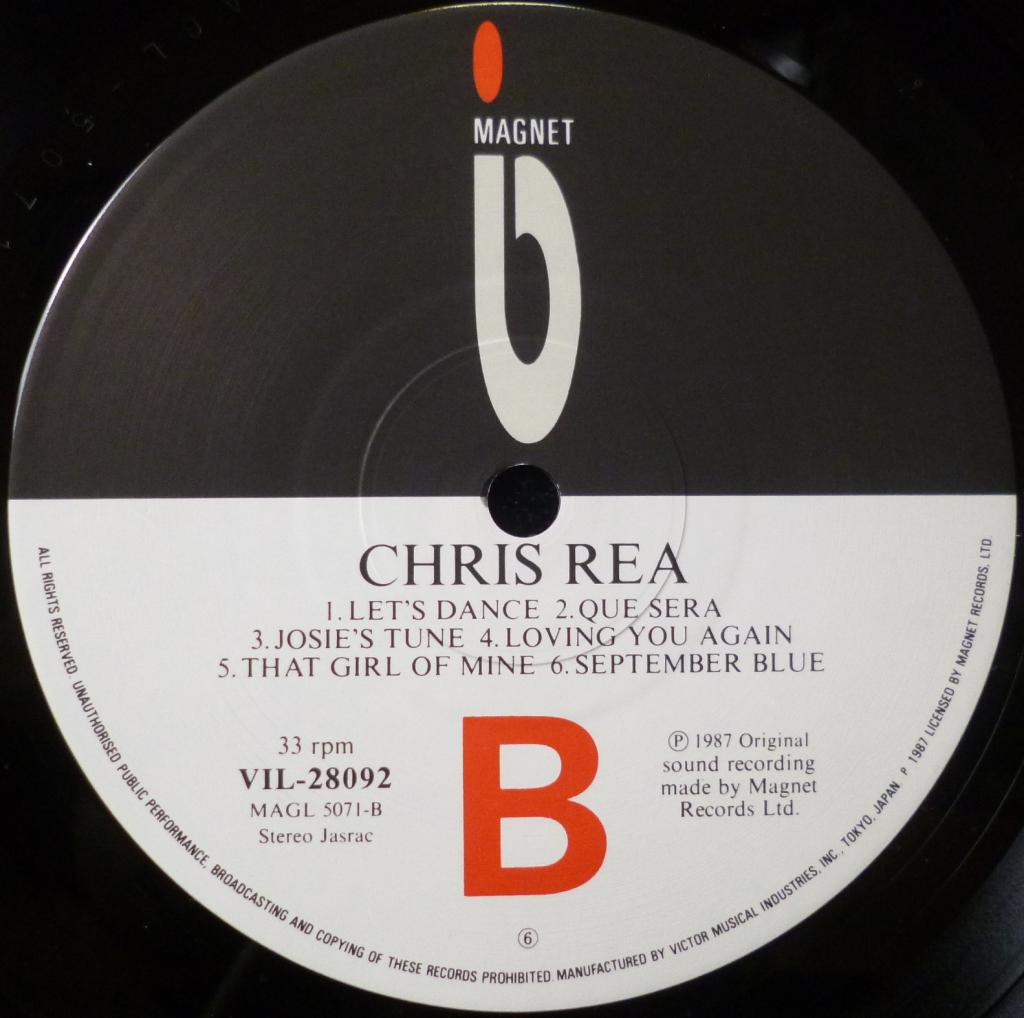 MAGNET
CHRIS REA
1. LET'S DANCE 2. QUE SERA
3. JOSIE'S TUNE 4. LOVING YOU AGAIN
5. THAT GIRL OF MINE 6. SEPTEMBER BLUE
33 rpm
VIL-28092
MAGL 5071-B
Stereo Jasrac
B
Ⓟ 1987 Original
sound recording
made by Magnet
Records Ltd.
⑥
ALL RIGHTS RESERVED. UNAUTHORISED PUBLIC PERFORMANCE, BROADCASTING AND COPYING OF THESE RECORDS PROHIBITED. MANUFACTURED BY VICTOR MUSICAL INDUSTRIES, INC., TOKYO, JAPAN. P 1987 LICENSED BY MAGNET RECORDS, LTD.